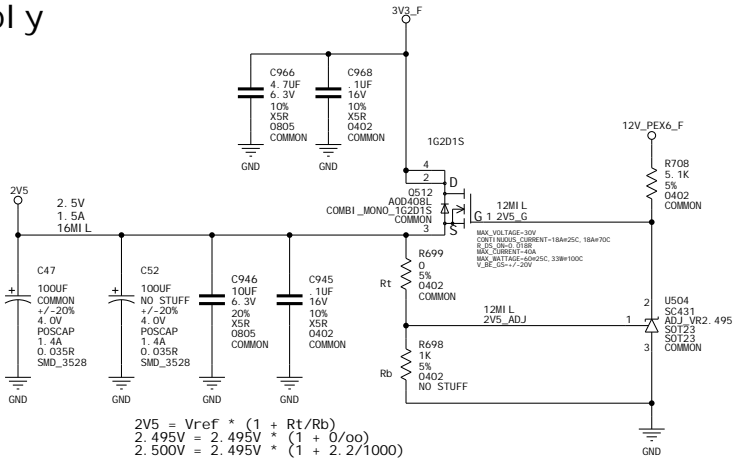 ol y
3V3_F
C966
4.7UF
6.3V
10%
X5R
0805
COMMON
C968
.1UF
16V
10%
X5R
0402
COMMON
GND
GND
1G2D1S
12V_PEX6_F
R708
5.1K
5%
0402
COMMON
4
2
D
Q512
AOD408L
COMBI_MONO_1G2D1S
COMMON
3
S
G
1
12MIL
2V5_G
MAX_VOLTAGE=30V
CONTINUOUS_CURRENT=18A@25C,18A@70C
R_DS_ON=0.018R
MAX_CURRENT=40A
MAX_WATTAGE=60@25C,33W@100C
V_BE_GS=+/-20V
2V5
2.5V
1.5A
16MIL
C47
100UF
COMMON
+/-20%
4.0V
POSCAP
1.4A
0.035R
SMD_3528
C52
100UF
NO STUFF
+/-20%
4.0V
POSCAP
1.4A
0.035R
SMD_3528
C946
10UF
6.3V
20%
X5R
0805
COMMON
C945
.1UF
16V
10%
X5R
0402
COMMON
Rt
R699
0
5%
0402
COMMON
12MIL
2V5_ADJ
1
2
3
U504
SC431
ADJ_VR2.495
SOT23
SOT23
COMMON
Rb
R698
1K
5%
0402
NO STUFF
GND
GND
GND
GND
GND
2V5 = Vref * (1 + Rt/Rb)
2.495V = 2.495V * (1 + 0/oo)
2.500V = 2.495V * (1 + 2.2/1000)